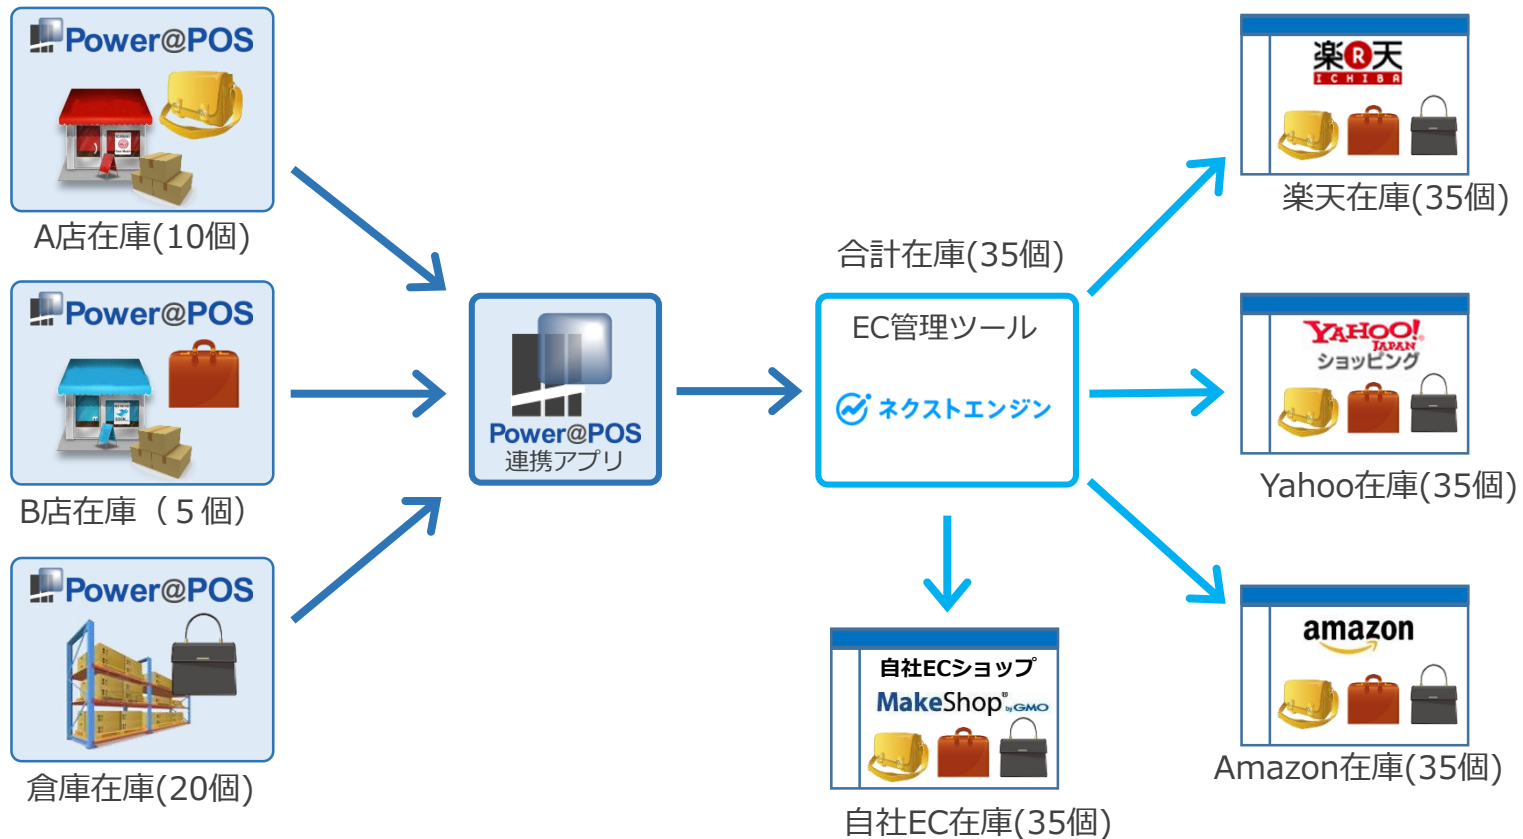 Power@POS
A店在庫(10個)
Power@POS
B店在庫（５個）
Power@POS
倉庫在庫(20個)
Power@POS
連携アプリ
合計在庫(35個)
EC管理ツール
ネクストエンジン
楽天
ICHIBA
楽天在庫(35個)
YAHOO!
JAPAN
ショッピング
Yahoo在庫(35個)
amazon
Amazon在庫(35個)
自社ECショップ
MakeShop® byGMO
自社EC在庫(35個)